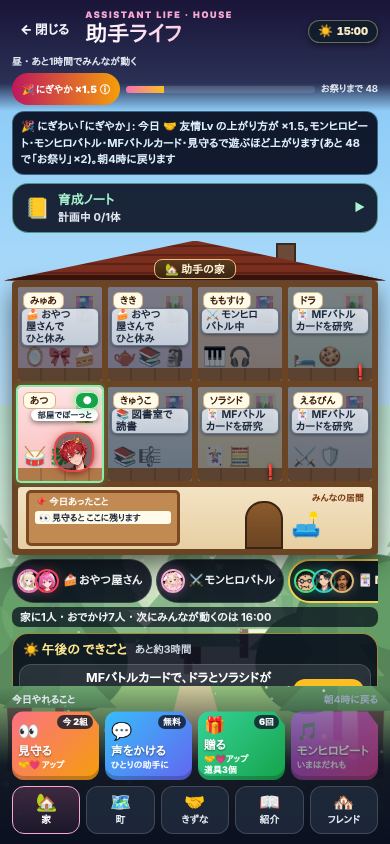 ← 閉じる
ASSISTANT LIFE・HOUSE
助手ライフ
☀️ 15:00
昼・あと1時間でみんなが動く
🎉 にぎやか ×1.5 ⓘ
お祭りまで 48
🎉 にぎわい「にぎやか」: 今日 🤝 友情Lv の上がり方が ×1.5。モンヒロビー
ト・モンヒロバトル・MFバトルカード・見守るで遊ぶほど上がります(あと 48
で「お祭り」×2)。朝4時に戻ります
📒 育成ノート
計画中 0/1体
▶
🏡 助手の家
みゅあ
🍰 おやつ
屋さんで
ひと休み
きき
🍰 おやつ
屋さんで
ひと休み
ももすけ
⚔️ モンヒロ
バトル中
ドラ
🃏 MFバトル
カードを研究
❗
あつ
部屋でぼーっと
きゅうこ
📚 図書室で
読書
ソラシド
🃏 MFバトル
カードを研究
❗
えるぴん
🃏 MFバトル
カードを研究
📌 今日あったこと
👀 見守ると ここに残ります
みんなの居間
🍰 おやつ屋さん
⚔️ モンヒロバトル
家に1人・おでかけ7人・次にみんなが動くのは 16:00
☀️ 午後の できごと あと約3時間
MFバトルカードで、ドラとソラシドが
今日やれること
朝4時に戻る
👀
今 2組
見守る
🤝💗アップ
💬
無料
声をかける
ひとりの助手に
🎁
6回
贈る
🤝💗アップ
道具3個
🎵
モンヒロビート
いまはだれも
🏡
家
🗺️
町
🤝
きずな
📖
紹介
🏘️
フレンド